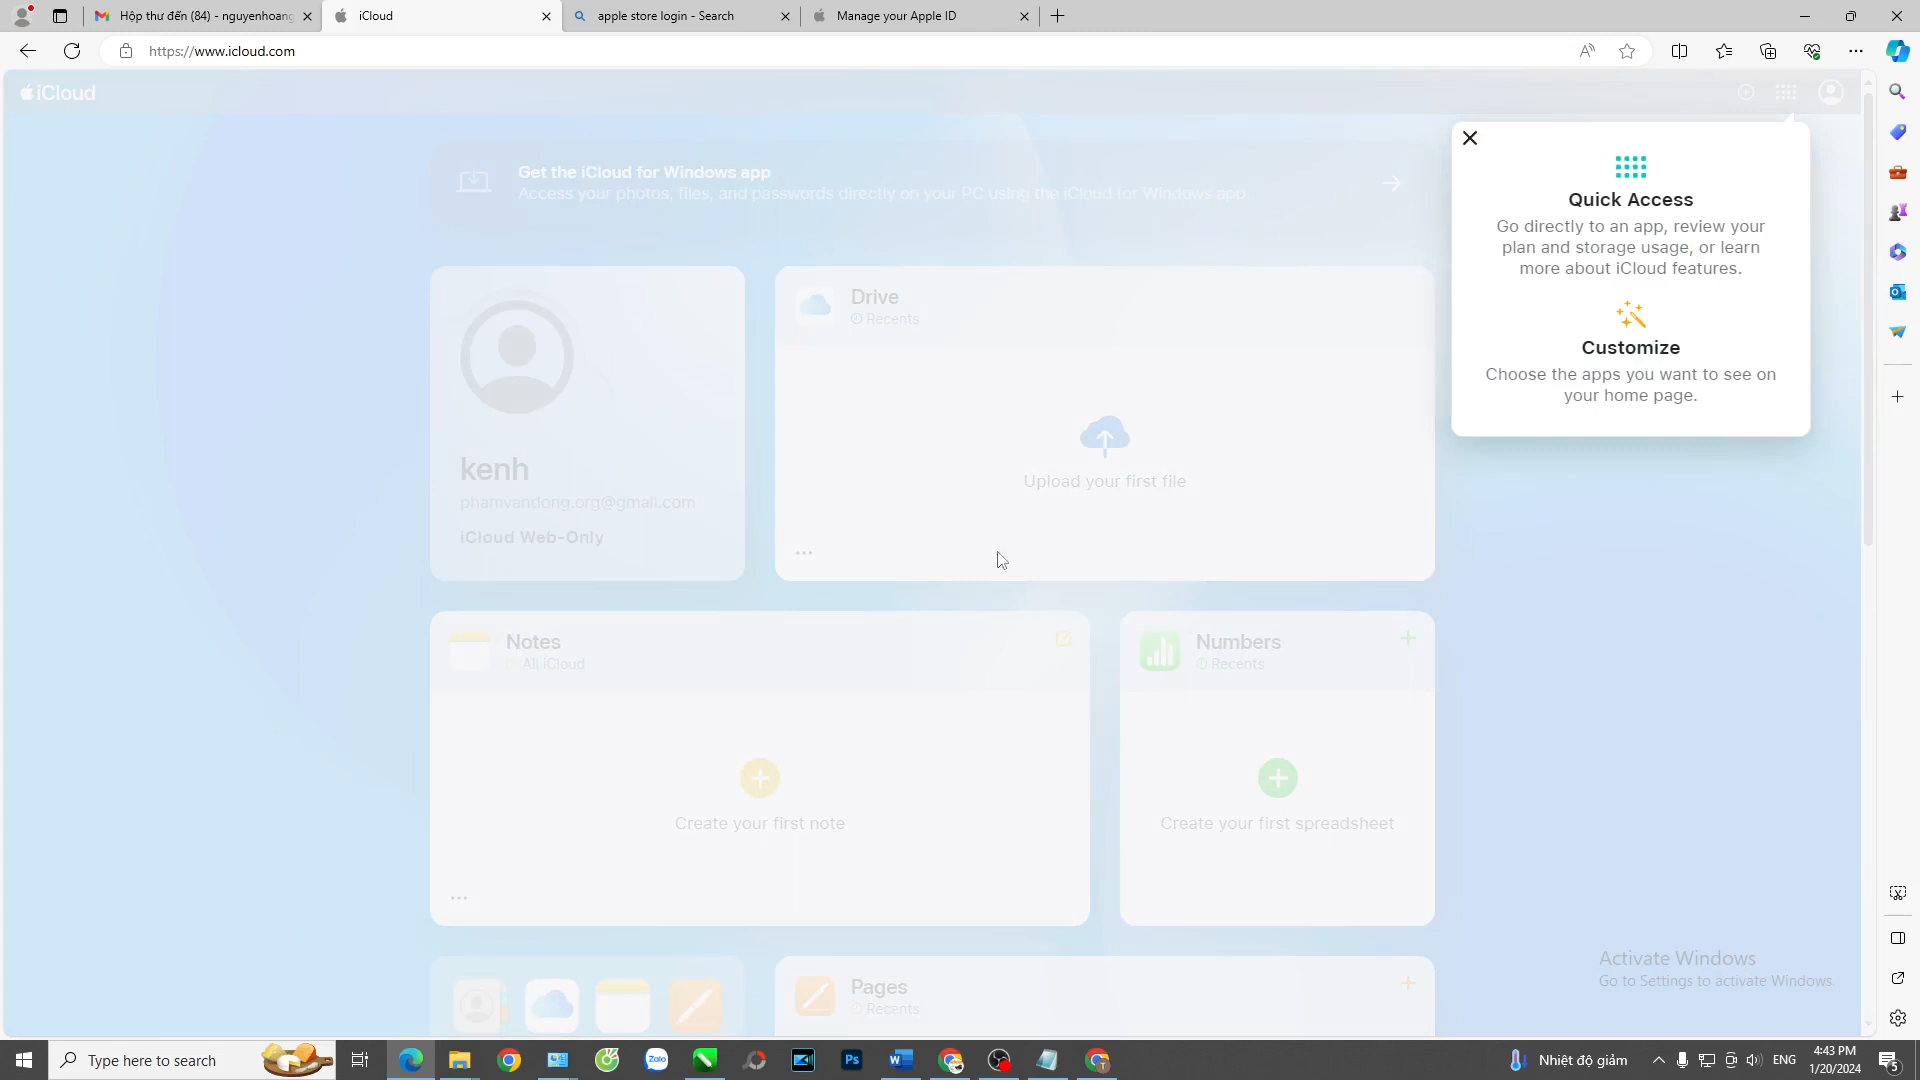 Hộp thư đến (84) - nguyenhoang
iCloud
apple store login - Search
Manage your Apple ID
https://www.icloud.com
iCloud
Get the iCloud for Windows app
Access your photos, files, and passwords directly on your PC using the iCloud for Windows app.
Quick Access
Go directly to an app, review your
plan and storage usage, or learn
more about iCloud features.
Customize
Choose the apps you want to see on
your home page.
kenh
phamvandong.org@gmail.com
iCloud Web-Only
Drive
Recents
Upload your first file
Notes
All iCloud
Create your first note
Numbers
Recents
Create your first spreadsheet
Pages
Recents
Activate Windows
Go to Settings to activate Windows.
Type here to search
Zalo
Ps
W
T
Nhiệt độ giảm
ENG
4:43 PM
1/20/2024
5